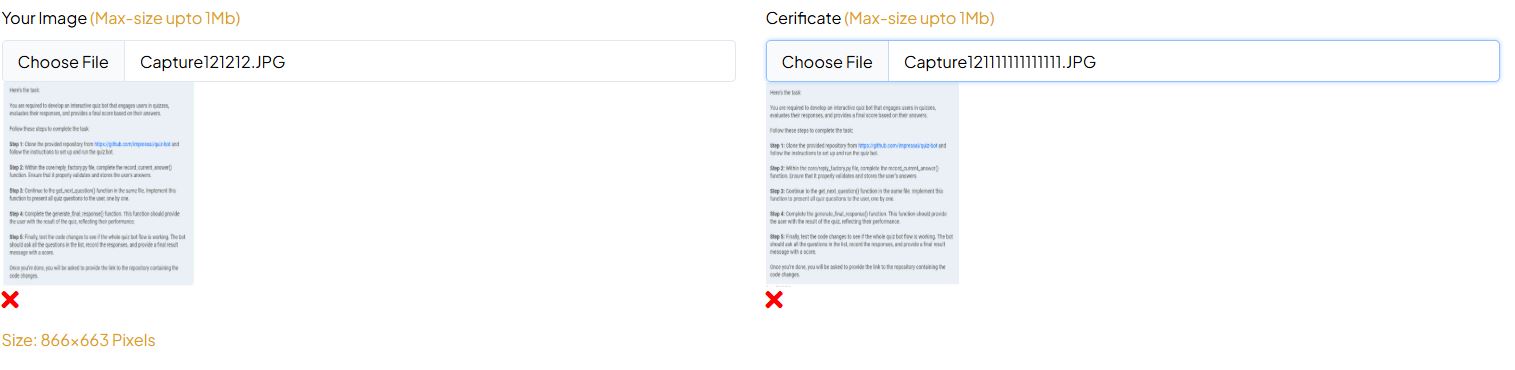 Your Image (Max-size upto 1Mb)
Choose File Capture121212.JPG
Here's the task:
You are required to develop an interactive quiz bot that engages users in quizzes,
evaluates their responses, and provides a final score based on their answers.
Follow these steps to complete the task:
Step 1: Clone the provided repository from https://github.com/impressai/quiz-bot and
follow the instructions to set up and run the quiz bot.
Step 2: Within the core/reply_factory.py file, complete the record_current_answer()
function. Ensure that it properly validates and stores the user's answers
Step 3: Continue to the get_next_question() function in the same file. Implement this
function to present all quiz questions to the user, one by one.
Step 4: Complete the generate_final_response() function. This function should provide
the user with the result of the quiz, reflecting their performance.
Step 5: Finally, test the code changes to see if the whole quiz bot flow is working. The bot
should ask all the questions in the list, record the responses, and provide a final result
message with a score.
Once you're done, you will be asked to provide the link to the repository containing the
code changes.
Size: 866×663 Pixels
Cerificate (Max-size upto 1Mb)
Choose File Capture121111111111111.JPG
Here's the task:
You are required to develop an interactive quiz bot that engages users in quizzes,
evaluates their responses, and provides a final score based on their answers.
Follow these steps to complete the task:
Step 1: Clone the provided repository from https://github.com/impressai/quiz-bot and
follow the instructions to set up and run the quiz bot.
Step 2: Within the core/reply_factory.py file, complete the record_current_answer()
function. Ensure that it properly validates and stores the user's answers
Step 3: Continue to the get_next_question() function in the same file. Implement this
function to present all quiz questions to the user, one by one.
Step 4: Complete the generate_final_response() function. This function should provide
the user with the result of the quiz, reflecting their performance.
Step 5: Finally, test the code changes to see if the whole quiz bot flow is working. The bot
should ask all the questions in the list, record the responses, and provide a final result
message with a score.
Once you're done, you will be asked to provide the link to the repository containing the
code changes.